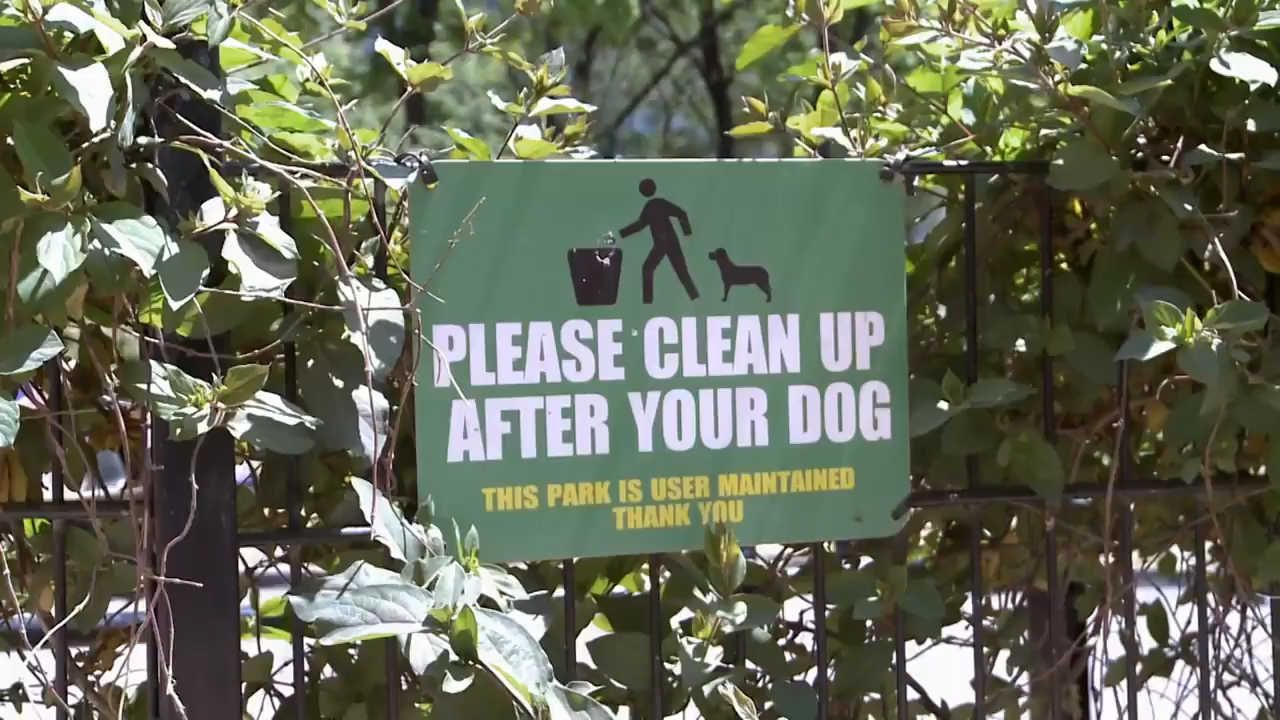 PLEASE CLEAN UP
AFTER YOUR DOG
THIS PARK IS USER MAINTAINED
THANK YOU